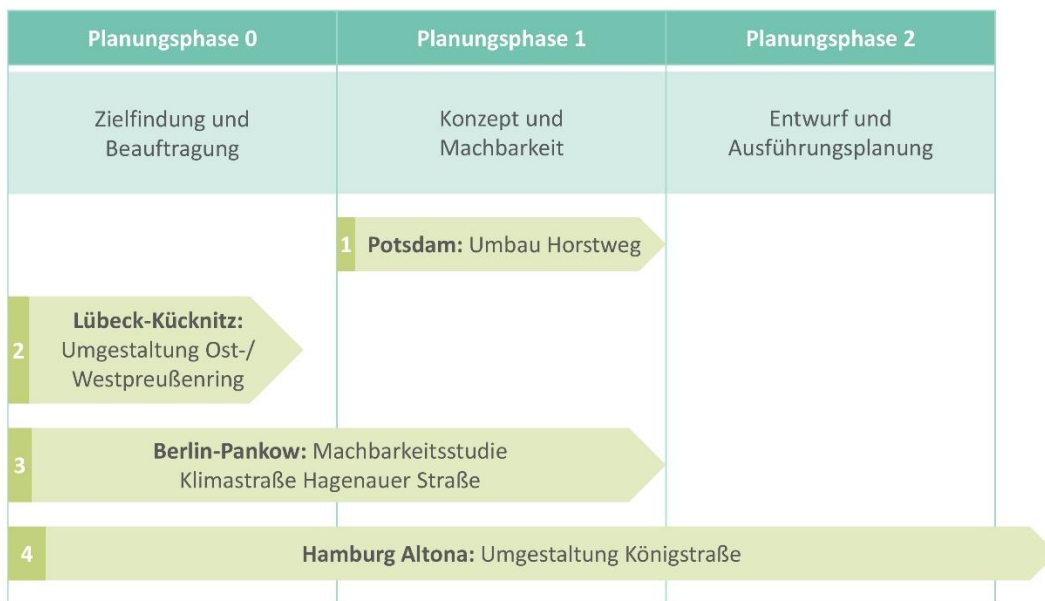 Planungsphase 0
Planungsphase 1
Planungsphase 2
Zielfindung und
Beauftragung
Konzept und
Machbarkeit
Entwurf und
Ausführungsplanung
1
Potsdam: Umbau Horstweg
2
Lübeck-Kücknitz:
Umgestaltung Ost-/
Westpreußenring
3
Berlin-Pankow: Machbarkeitsstudie
Klimastraße Hagenauer Straße
4
Hamburg Altona: Umgestaltung Königstraße